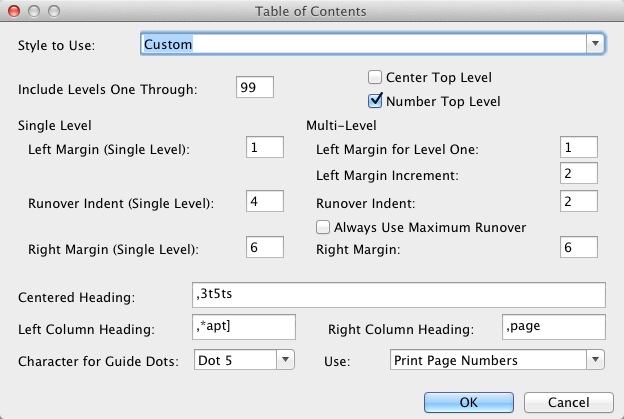 Table of Contents
Style to Use: Custom
Include Levels One Through: 99
Center Top Level
Number Top Level
Single Level
Multi-Level
Left Margin (Single Level): 1
Left Margin for Level One: 1
Left Margin Increment: 2
Runover Indent (Single Level): 4
Runover Indent: 2
Always Use Maximum Runover
Right Margin (Single Level): 6
Right Margin: 6
Centered Heading: ,3t5ts
Left Column Heading: ,*apt]
Right Column Heading: ,page
Character for Guide Dots: Dot 5
Use: Print Page Numbers
OK
Cancel